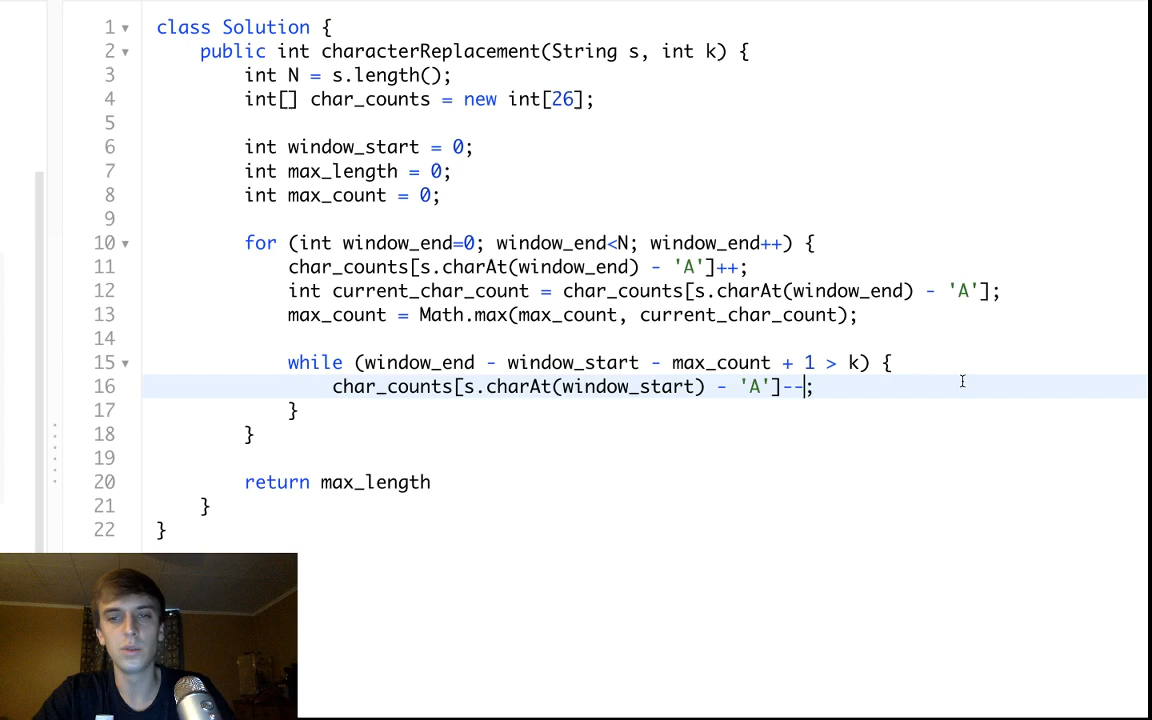 1 class Solution {
2 public int characterReplacement(String s, int k) {
3 int N = s.length();
4 int[] char_counts = new int[26];
5
6 int window_start = 0;
7 int max_length = 0;
8 int max_count = 0;
9
10 for (int window_end=0; window_end<N; window_end++) {
11 char_counts[s.charAt(window_end) - 'A']++;
12 int current_char_count = char_counts[s.charAt(window_end) - 'A'];
13 max_count = Math.max(max_count, current_char_count);
14
15 while (window_end - window_start - max_count + 1 > k) {
16 char_counts[s.charAt(window_start) - 'A']--;
17 }
18 }
19
20 return max_length
21 }
22 }